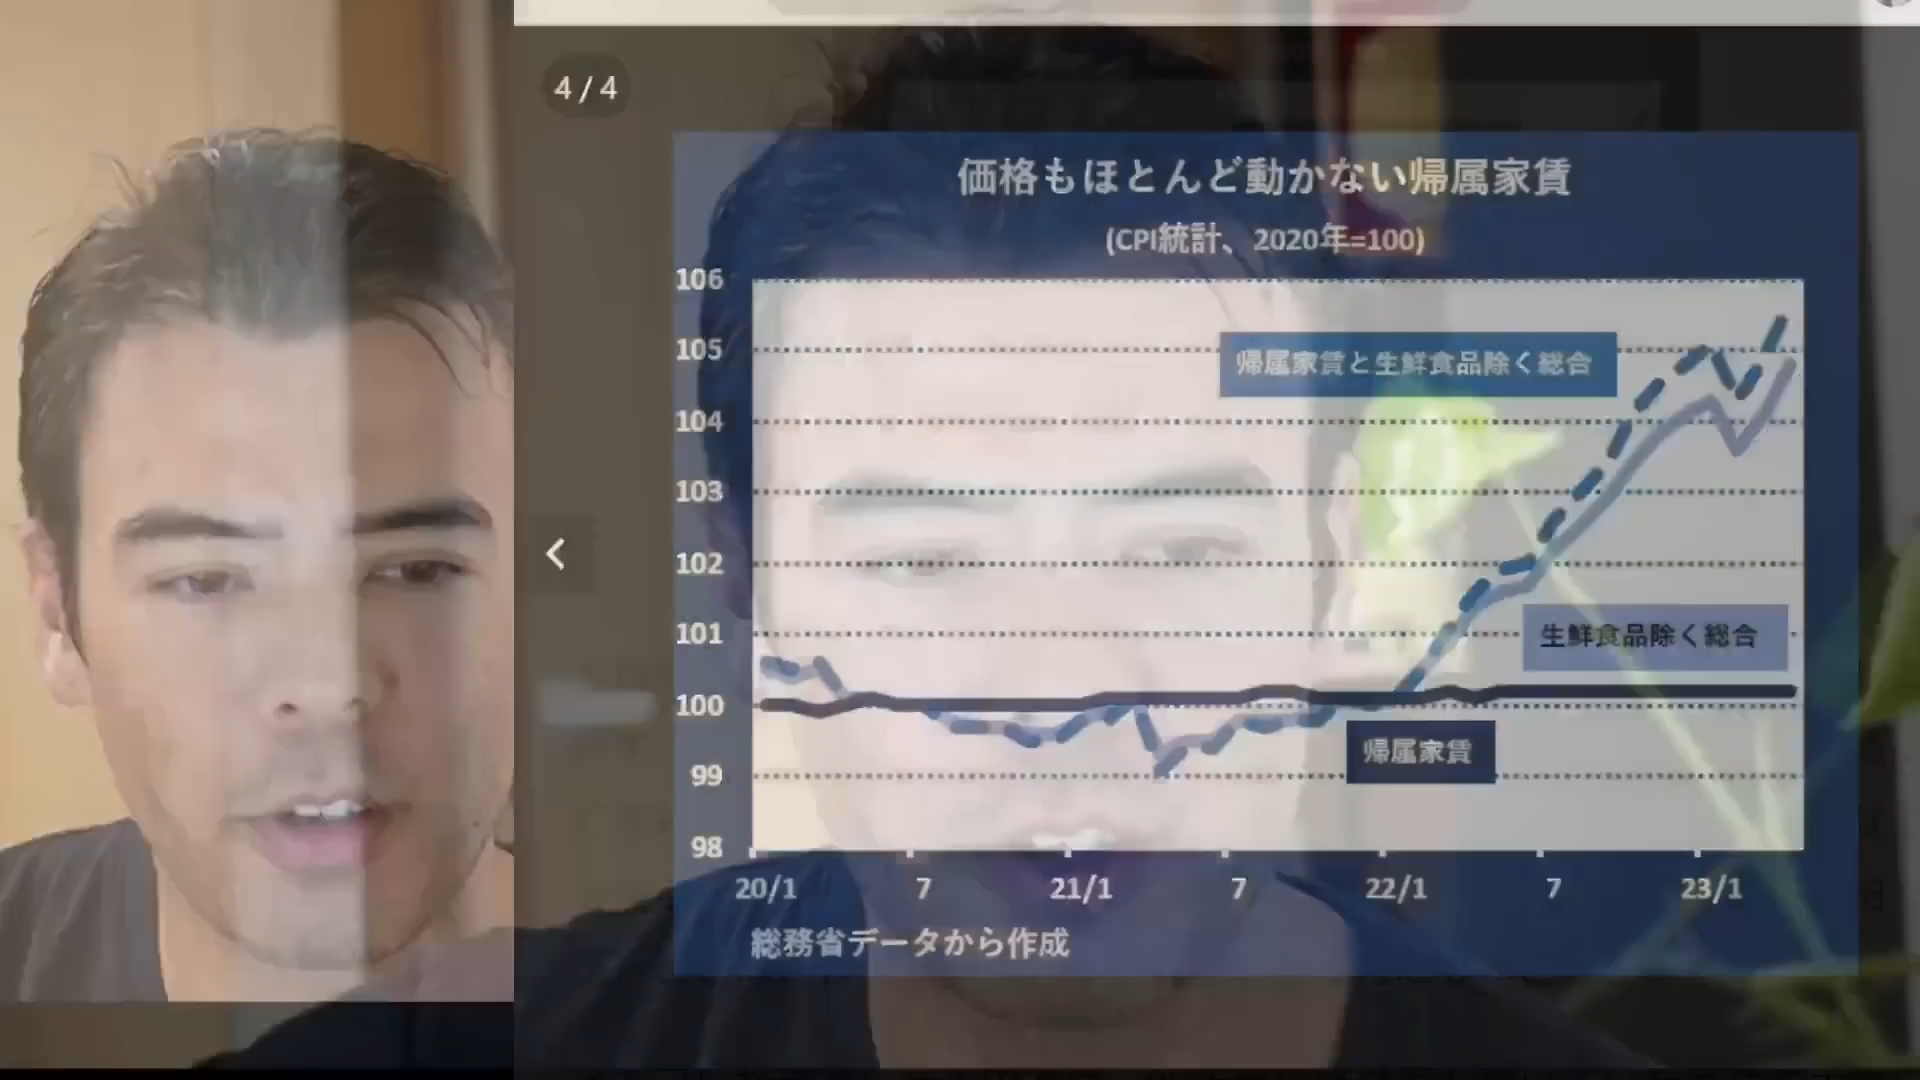 4 / 4
価格もほとんど動かない帰属家賃
(CPI統計、2020年=100)
106
105
104
103
102
101
100
99
98
帰属家賃と生鮮食品除く総合
生鮮食品除く総合
帰属家賃
20/1 7 21/1 7 22/1 7 23/1
総務省データから作成